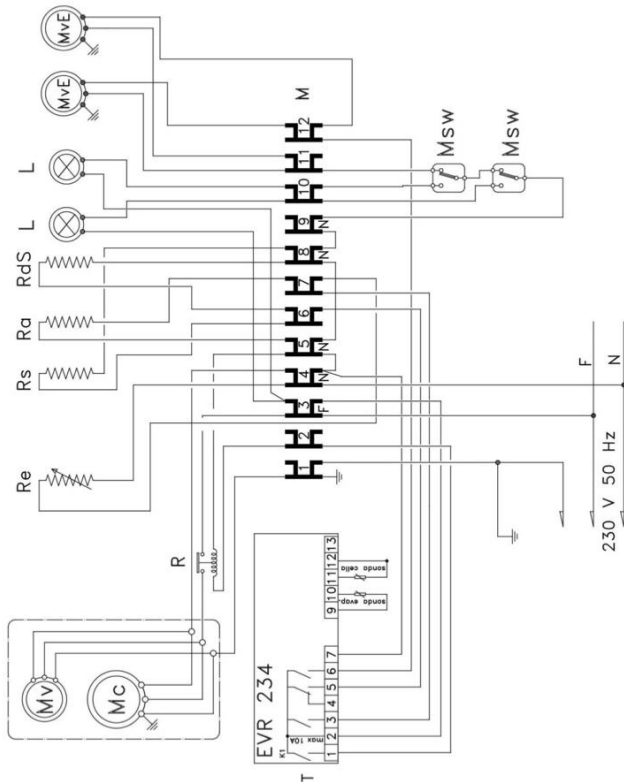 MvE
MvE
L
L
RdS
Ra
Rs
Re
R
Mv
Mc
M
12
11
10
9
N
8
N
7
6
5
N
4
N
3
F
2
1
Msw
Msw
EVR 234
T
K1
max 10A
1 2 3 4 5 6 7
9 10 11 12 13
sonda evap.
sonda cella
F
N
230 V 50 Hz